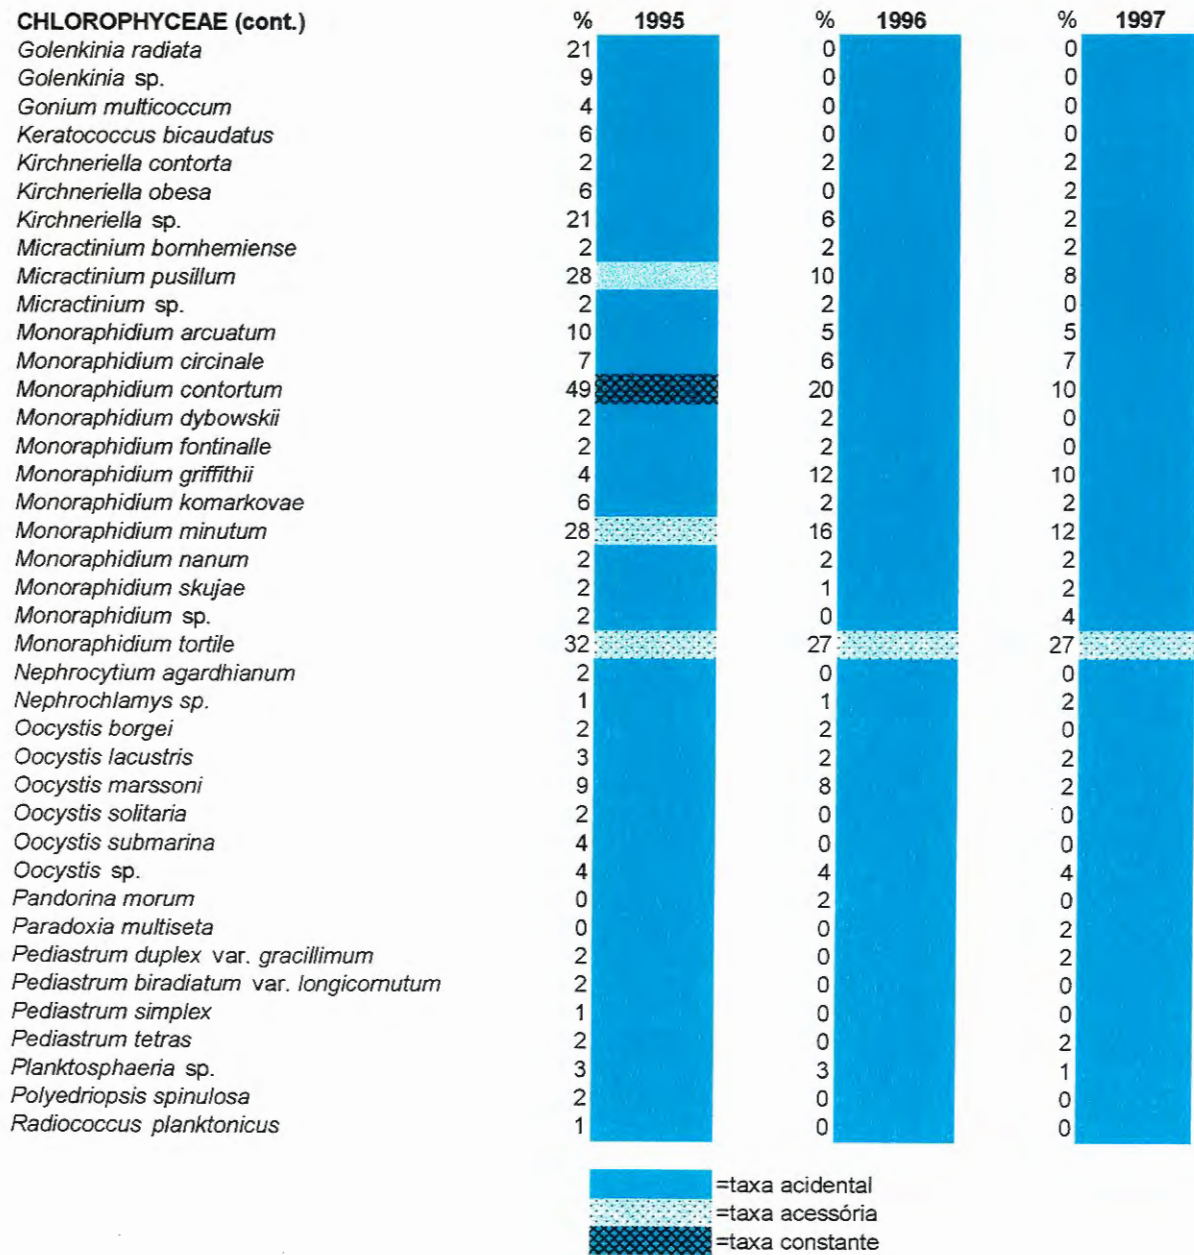 CHLOROPHYCEAE (cont.) % 1995 % 1996 % 1997
Golenkinia radiata 21 0 0
Golenkinia sp. 9 0 0
Gonium multicoccum 4 0 0
Keratococcus bicaudatus 6 0 0
Kirchneriella contorta 2 2 2
Kirchneriella obesa 6 0 2
Kirchneriella sp. 21 6 2
Micractinium bornhemiense 2 2 2
Micractinium pusillum 28 10 8
Micractinium sp. 2 2 0
Monoraphidium arcuatum 10 5 5
Monoraphidium circinale 7 6 7
Monoraphidium contortum 49 20 10
Monoraphidium dybowskii 2 2 0
Monoraphidium fontinalle 2 2 0
Monoraphidium griffithii 4 12 10
Monoraphidium komarkovae 6 2 2
Monoraphidium minutum 28 16 12
Monoraphidium nanum 2 2 2
Monoraphidium skujae 2 1 2
Monoraphidium sp. 2 0 4
Monoraphidium tortile 32 27 27
Nephrocytium agardhianum 2 0 0
Nephrochlamys sp. 1 1 2
Oocystis borgei 2 2 0
Oocystis lacustris 3 2 2
Oocystis marssoni 9 8 2
Oocystis solitaria 2 0 0
Oocystis submarina 4 0 0
Oocystis sp. 4 4 4
Pandorina morum 0 2 0
Paradoxia multiseta 0 0 2
Pediastrum duplex var. gracillimum 2 0 2
Pediastrum biradiatum var. longicornutum 2 0 0
Pediastrum simplex 1 0 0
Pediastrum tetras 2 0 2
Planktosphaeria sp. 3 3 1
Polyedriopsis spinulosa 2 0 0
Radiococcus planktonicus 1 0 0
=taxa acidental
=taxa acessória
=taxa constante